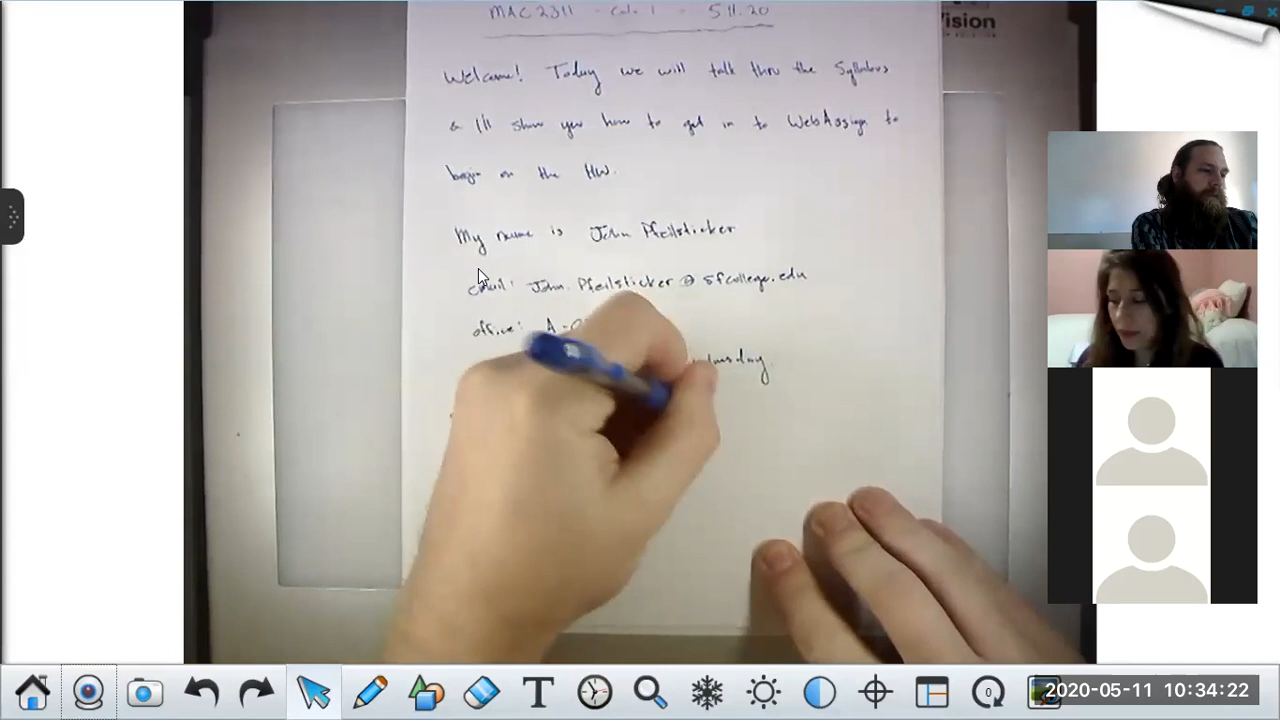 MAC2311 - Calc 1 - 5.11.20
Vision
Welcome! Today we will talk thru the Syllabus
& I'll show you how to get in to WebAssign to
begin on the HW.
My name is John Pfeilsticker
email: John.Pfeilsticker@sfcollege.edu
office: A-
T
0
2020-05-11 10:34:22